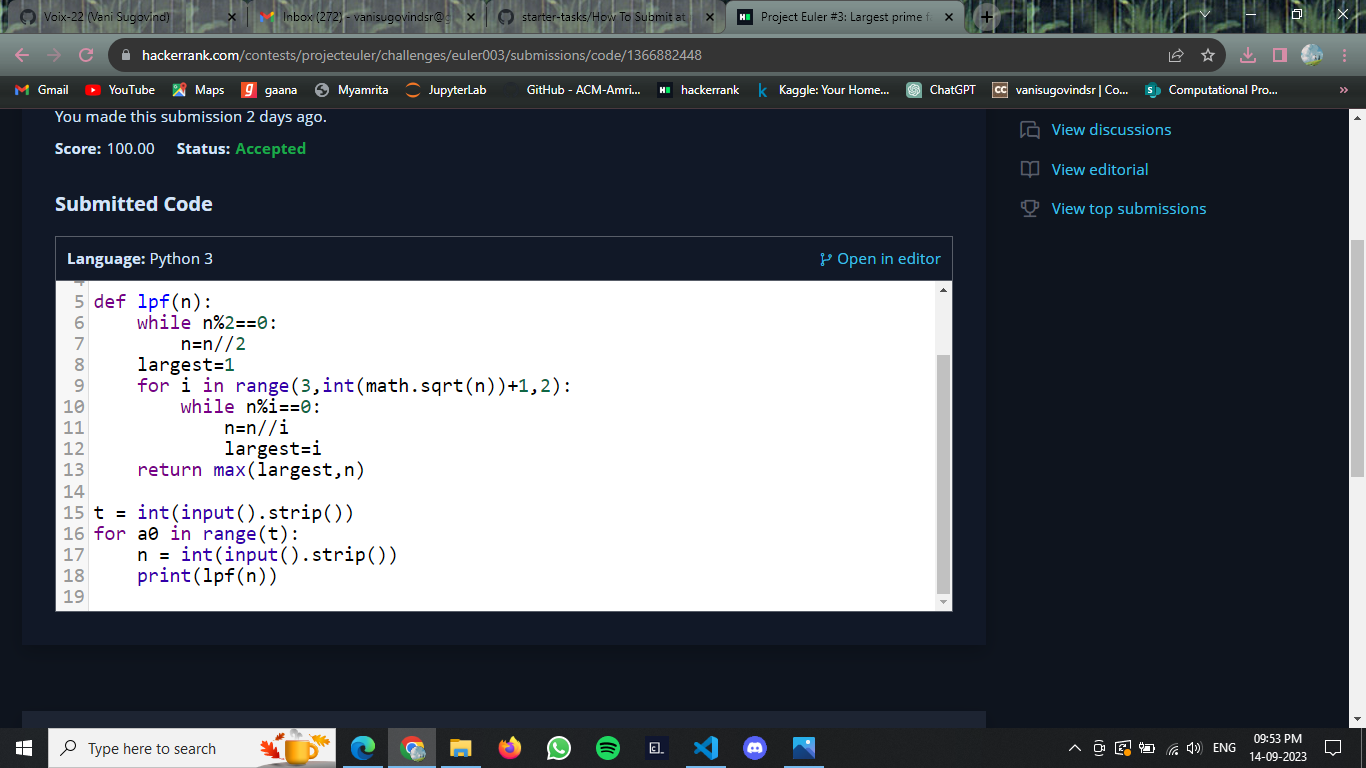 Voix-22 (Vani Sugovind)
Inbox (272) - vanisugovindsr@g
starter-tasks/How To Submit at
Project Euler #3: Largest prime f
hackerrank.com/contests/projecteuler/challenges/euler003/submissions/code/1366882448
Gmail YouTube Maps gaana Myamrita JupyterLab GitHub - ACM-Amri... hackerrank Kaggle: Your Home... ChatGPT vanisugovindsr | Co... Computational Pro... »
You made this submission 2 days ago.
Score: 100.00 Status: Accepted
View discussions
View editorial
View top submissions
Submitted Code
Language: Python 3
Open in editor
5 def lpf(n):
6     while n%2==0:
7         n=n//2
8     largest=1
9     for i in range(3,int(math.sqrt(n))+1,2):
10         while n%i==0:
11             n=n//i
12             largest=i
13     return max(largest,n)
14
15 t = int(input().strip())
16 for a0 in range(t):
17     n = int(input().strip())
18     print(lpf(n))
19
Type here to search
ENG
09:53 PM
14-09-2023